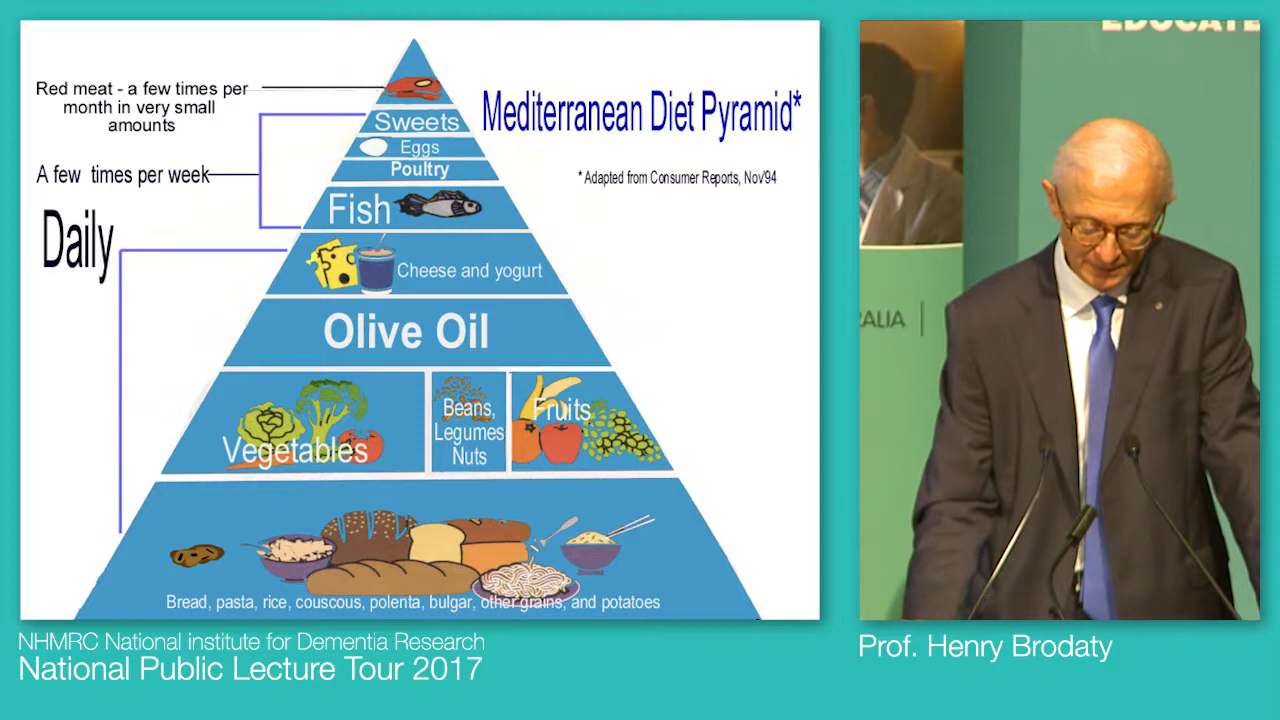 Red meat - a few times per
month in very small
amounts
A few times per week
Daily
Mediterranean Diet Pyramid*
* Adapted from Consumer Reports, Nov'94
Sweets
Eggs
Poultry
Fish
Cheese and yogurt
Olive Oil
Vegetables
Beans,
Legumes
Nuts
Fruits
Bread, pasta, rice, couscous, polenta, bulgar, other grains, and potatoes
EDUCATE
ALIA
NHMRC National institute for Dementia Research
National Public Lecture Tour 2017
Prof. Henry Brodaty